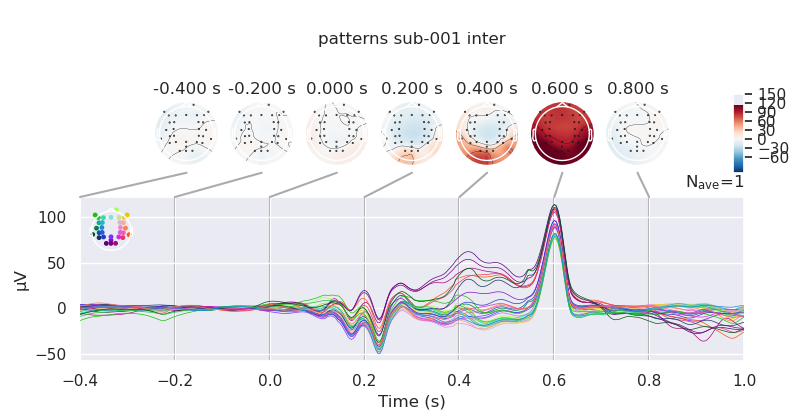 patterns sub-001 inter
-0.400 s -0.200 s 0.000 s 0.200 s 0.400 s 0.600 s 0.800 s
150
120
90
60
30
0
−30
−60
Nave=1
100
50
0
−50
µV
−0.4 −0.2 0.0 0.2 0.4 0.6 0.8 1.0
Time (s)